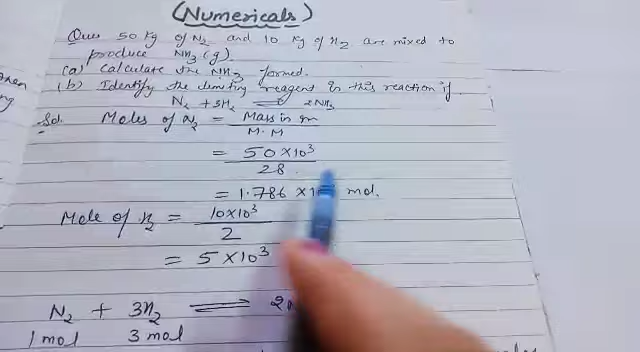 (Numericals)
Ques 50 Kg of N2 and 10 Kg of H2 are mixed to
produce NH3(g).
(a) Calculate the NH3 formed.
(b) Identify the limiting reagent in this reaction if
N2 + 3H2 ⇌ 2NH3
Sol. Moles of N2 = Mass in m
M.M
= 50×10³
28
= 1.786 × 10 mol.
Mole of H2 = 10×10³
2
= 5×10³
N2 + 3H2 ⇌ 2
1 mol 3 mol